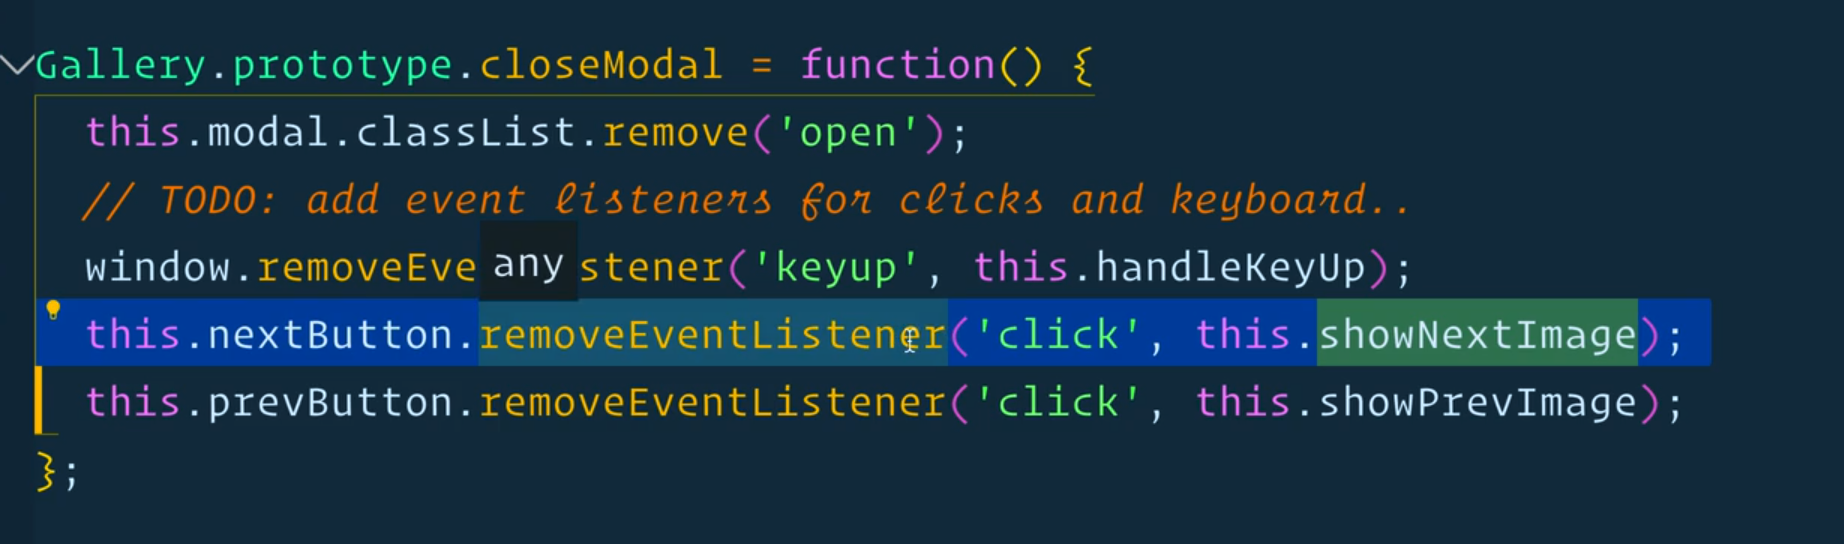 Gallery.prototype.closeModal = function() {
this.modal.classList.remove('open');
// TODO: add event listeners for clicks and keyboard..
window.removeEve any stener('keyup', this.handleKeyUp);
this.nextButton.removeEventListener('click', this.showNextImage);
this.prevButton.removeEventListener('click', this.showPrevImage);
};